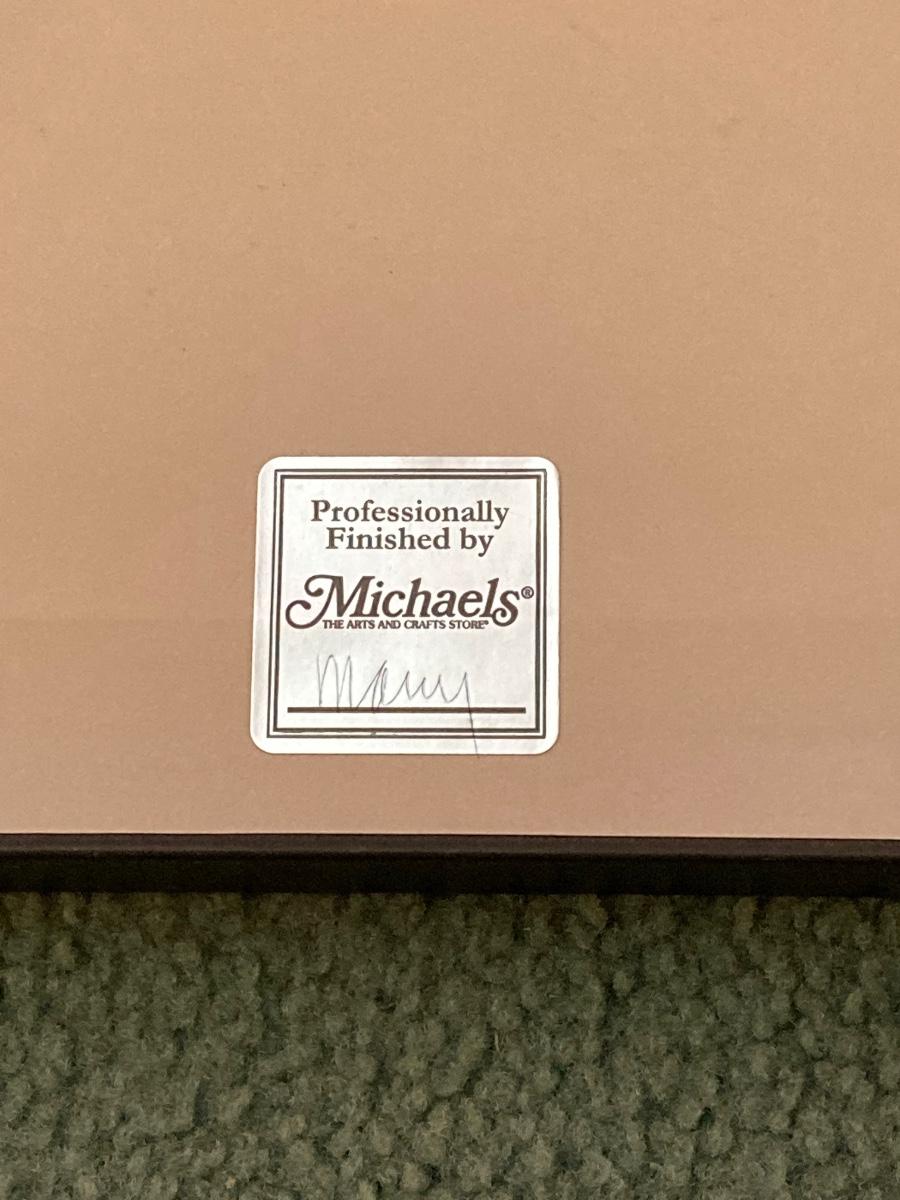 Professionally
Finished by
Michaels®
THE ARTS AND CRAFTS STORE®